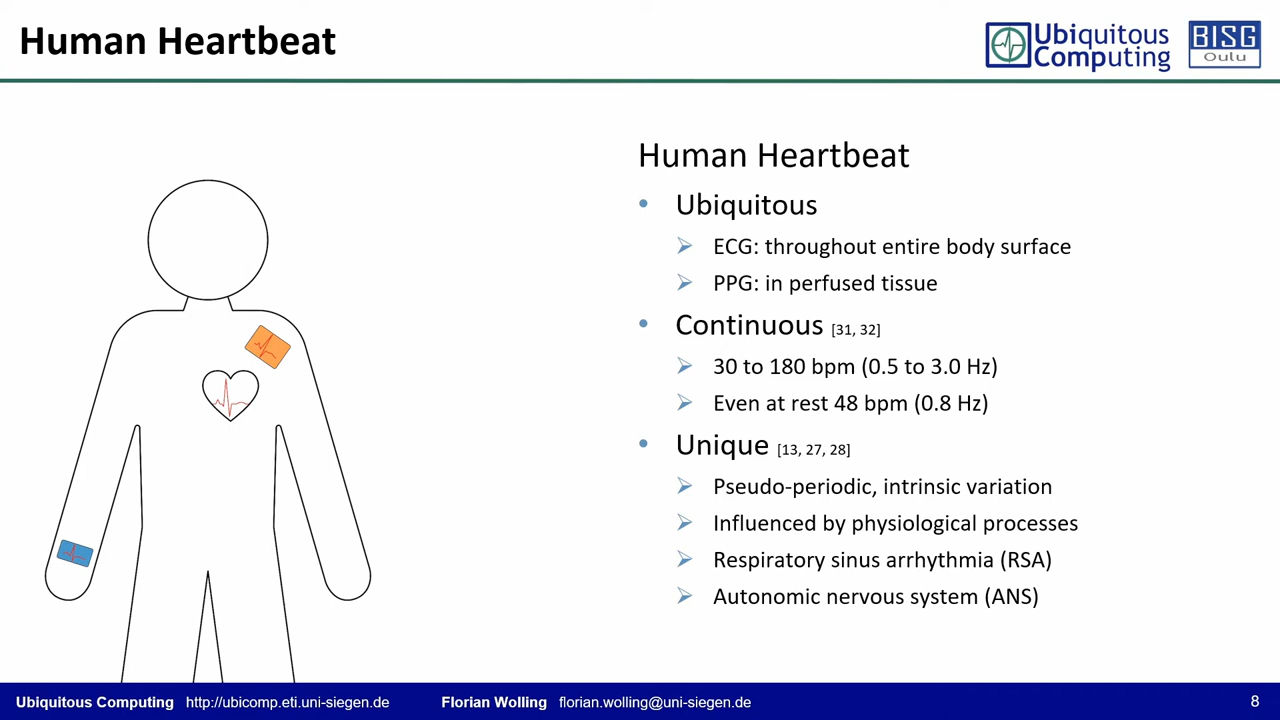 Human Heartbeat
Ubiquitous
Computing
BISG
Oulu
Human Heartbeat
• Ubiquitous
➢ ECG: throughout entire body surface
➢ PPG: in perfused tissue
• Continuous [31, 32]
➢ 30 to 180 bpm (0.5 to 3.0 Hz)
➢ Even at rest 48 bpm (0.8 Hz)
• Unique [13, 27, 28]
➢ Pseudo-periodic, intrinsic variation
➢ Influenced by physiological processes
➢ Respiratory sinus arrhythmia (RSA)
➢ Autonomic nervous system (ANS)
Ubiquitous Computing http://ubicomp.eti.uni-siegen.de Florian Wolling florian.wolling@uni-siegen.de 8